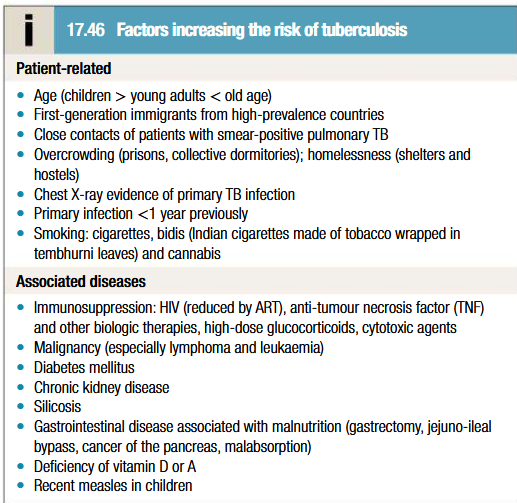 i 17.46 Factors increasing the risk of tuberculosis
Patient-related
• Age (children > young adults < old age)
• First-generation immigrants from high-prevalence countries
• Close contacts of patients with smear-positive pulmonary TB
• Overcrowding (prisons, collective dormitories); homelessness (shelters and
hostels)
• Chest X-ray evidence of primary TB infection
• Primary infection <1 year previously
• Smoking: cigarettes, bidis (Indian cigarettes made of tobacco wrapped in
tembhurni leaves) and cannabis
Associated diseases
• Immunosuppression: HIV (reduced by ART), anti-tumour necrosis factor (TNF)
and other biologic therapies, high-dose glucocorticoids, cytotoxic agents
• Malignancy (especially lymphoma and leukaemia)
• Diabetes mellitus
• Chronic kidney disease
• Silicosis
• Gastrointestinal disease associated with malnutrition (gastrectomy, jejuno-ileal
bypass, cancer of the pancreas, malabsorption)
• Deficiency of vitamin D or A
• Recent measles in children